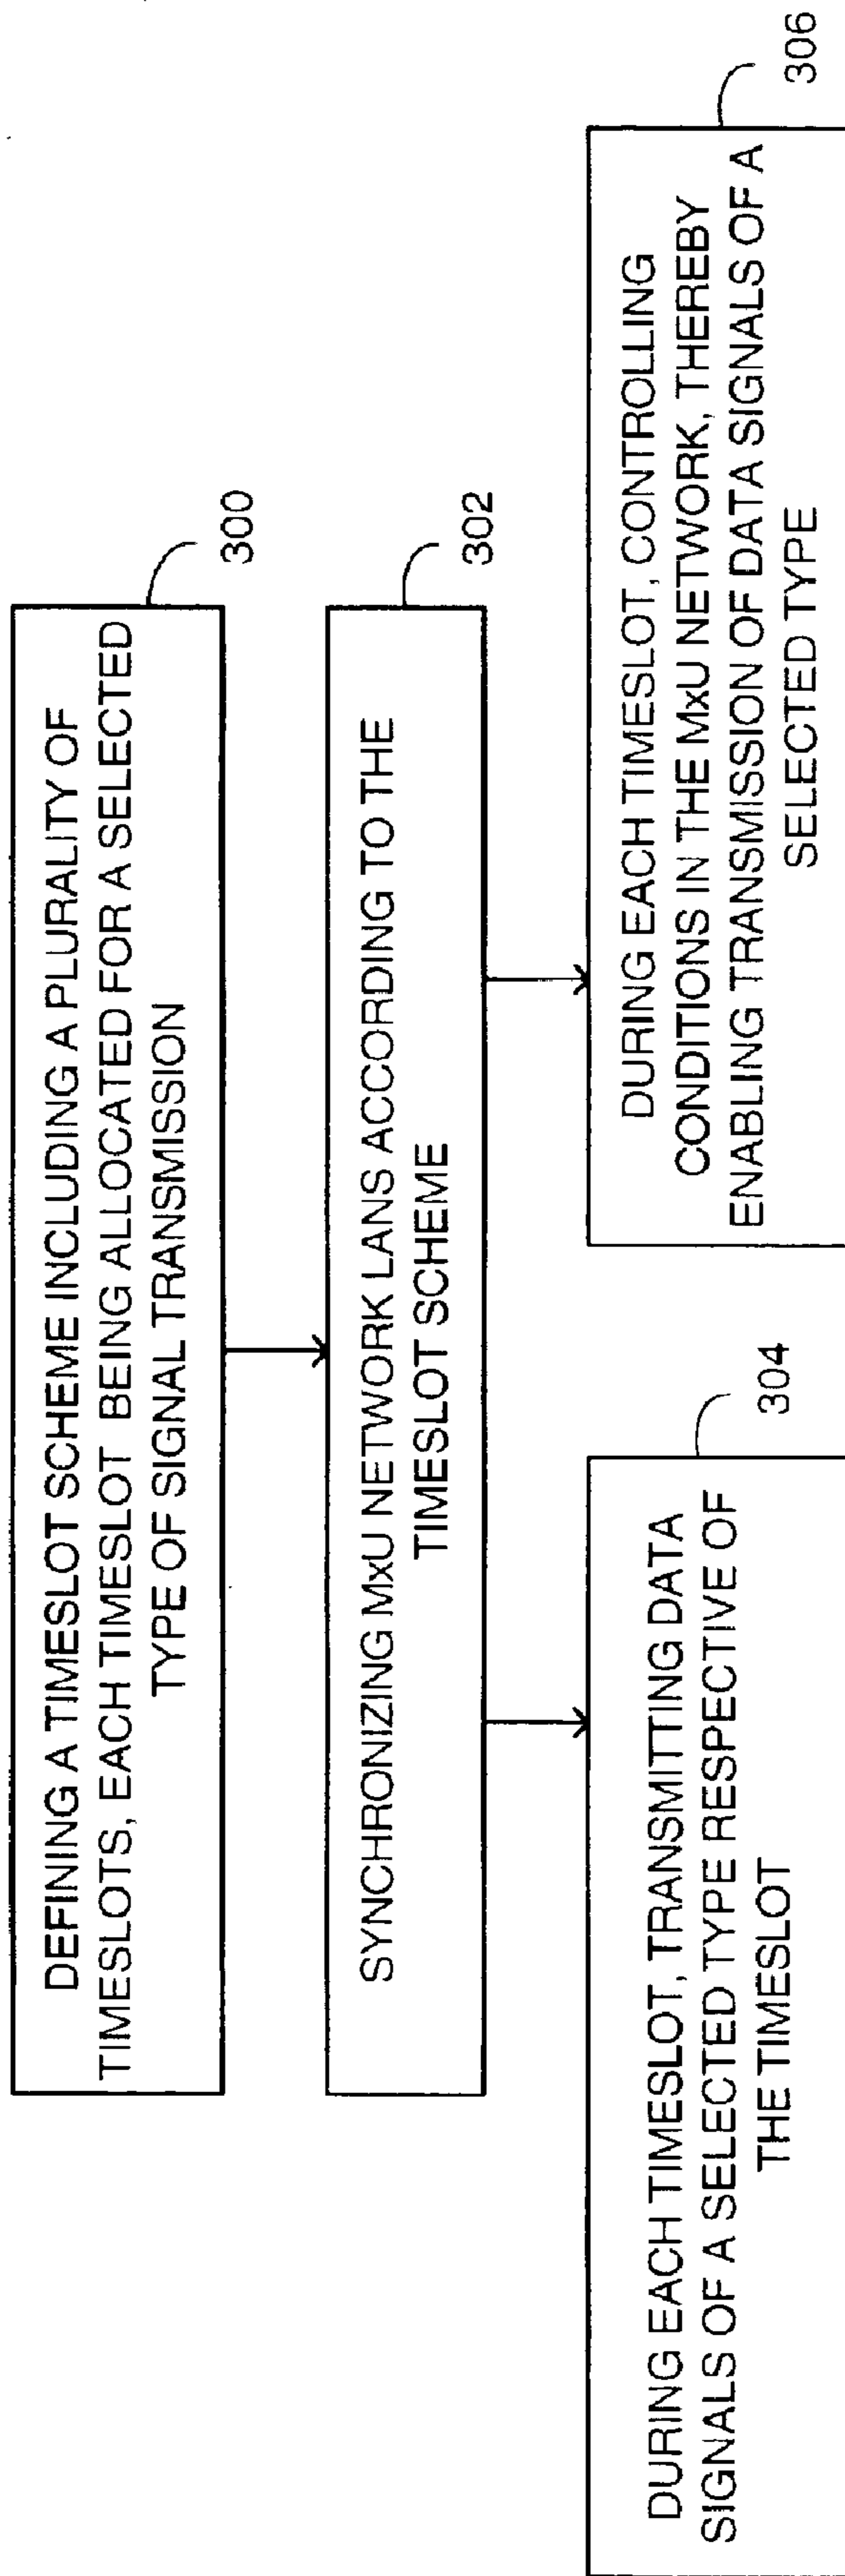 DEFINING A TIMESLOT SCHEME INCLUDING A PLURALITY OF
TIMESLOTS, EACH TIMESLOT BEING ALLOCATED FOR A SELECTED
TYPE OF SIGNAL TRANSMISSION
300
SYNCHRONIZING MxU NETWORK LANS ACCORDING TO THE
TIMESLOT SCHEME
302
DURING EACH TIMESLOT, TRANSMITTING DATA
SIGNALS OF A SELECTED TYPE RESPECTIVE OF
THE TIMESLOT
304
DURING EACH TIMESLOT, CONTROLLING
CONDITIONS IN THE MxU NETWORK, THEREBY
ENABLING TRANSMISSION OF DATA SIGNALS OF A
SELECTED TYPE
306